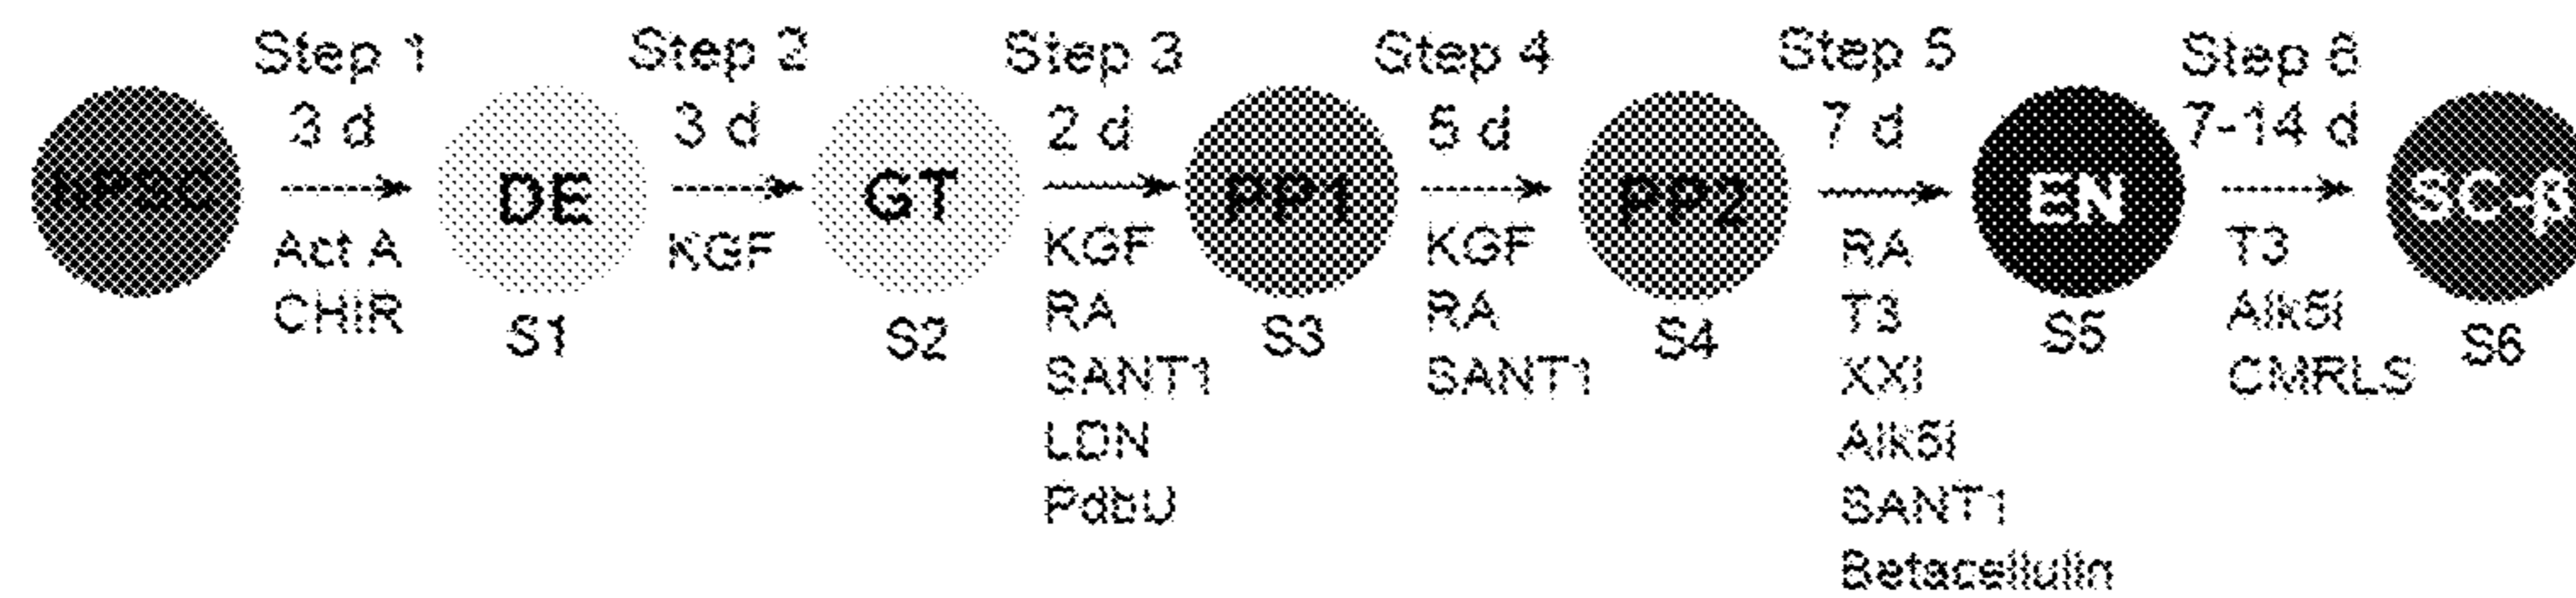 Step 1
3 d
hPSC
Act A
CHIR
DE
S1
Step 2
3 d
KGF
GT
S2
Step 3
2 d
KGF
RA
SANT1
LDN
PdbU
PP1
S3
Step 4
5 d
KGF
RA
SANT1
PP2
S4
Step 5
7 d
RA
T3
XXI
Alk5i
SANT1
Betacellulin
EN
S5
Step 6
7-14 d
T3
Alk5i
CMRLS
SC-β
S6